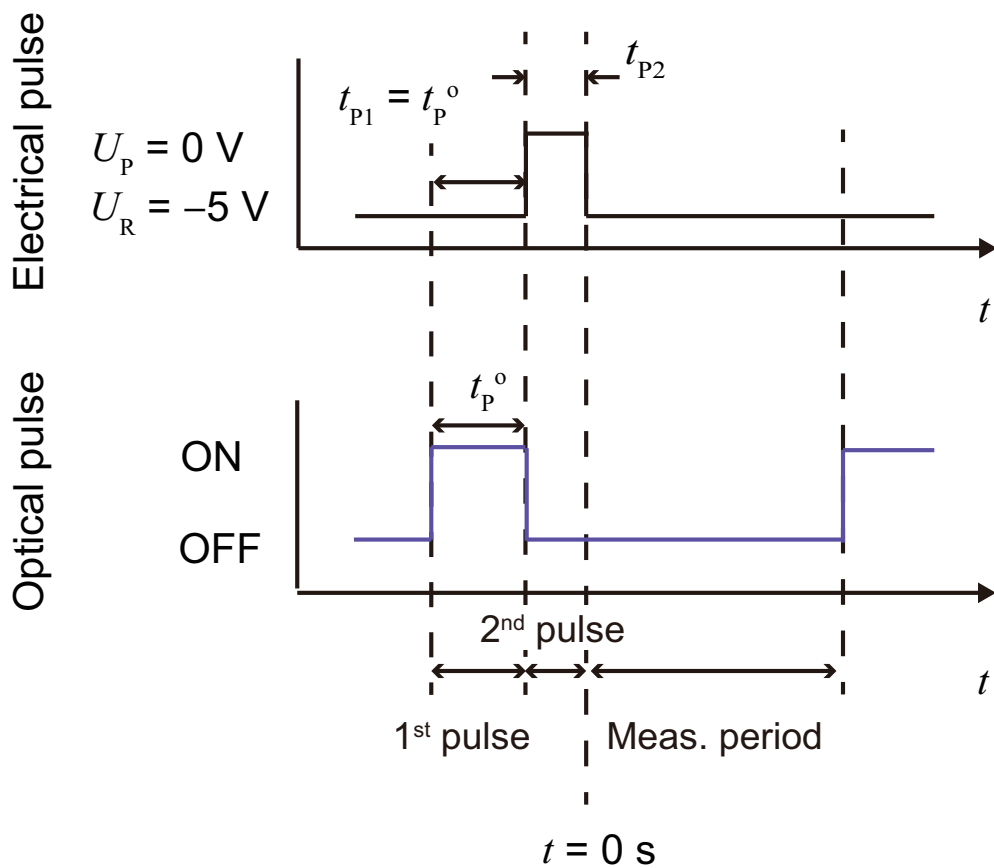 Electrical pulse
t_P2
t_P1 = t_P^o
U_P = 0 V
U_R = −5 V
t
Optical pulse
t_P^o
ON
OFF
2nd pulse
t
1st pulse
Meas. period
t = 0 s